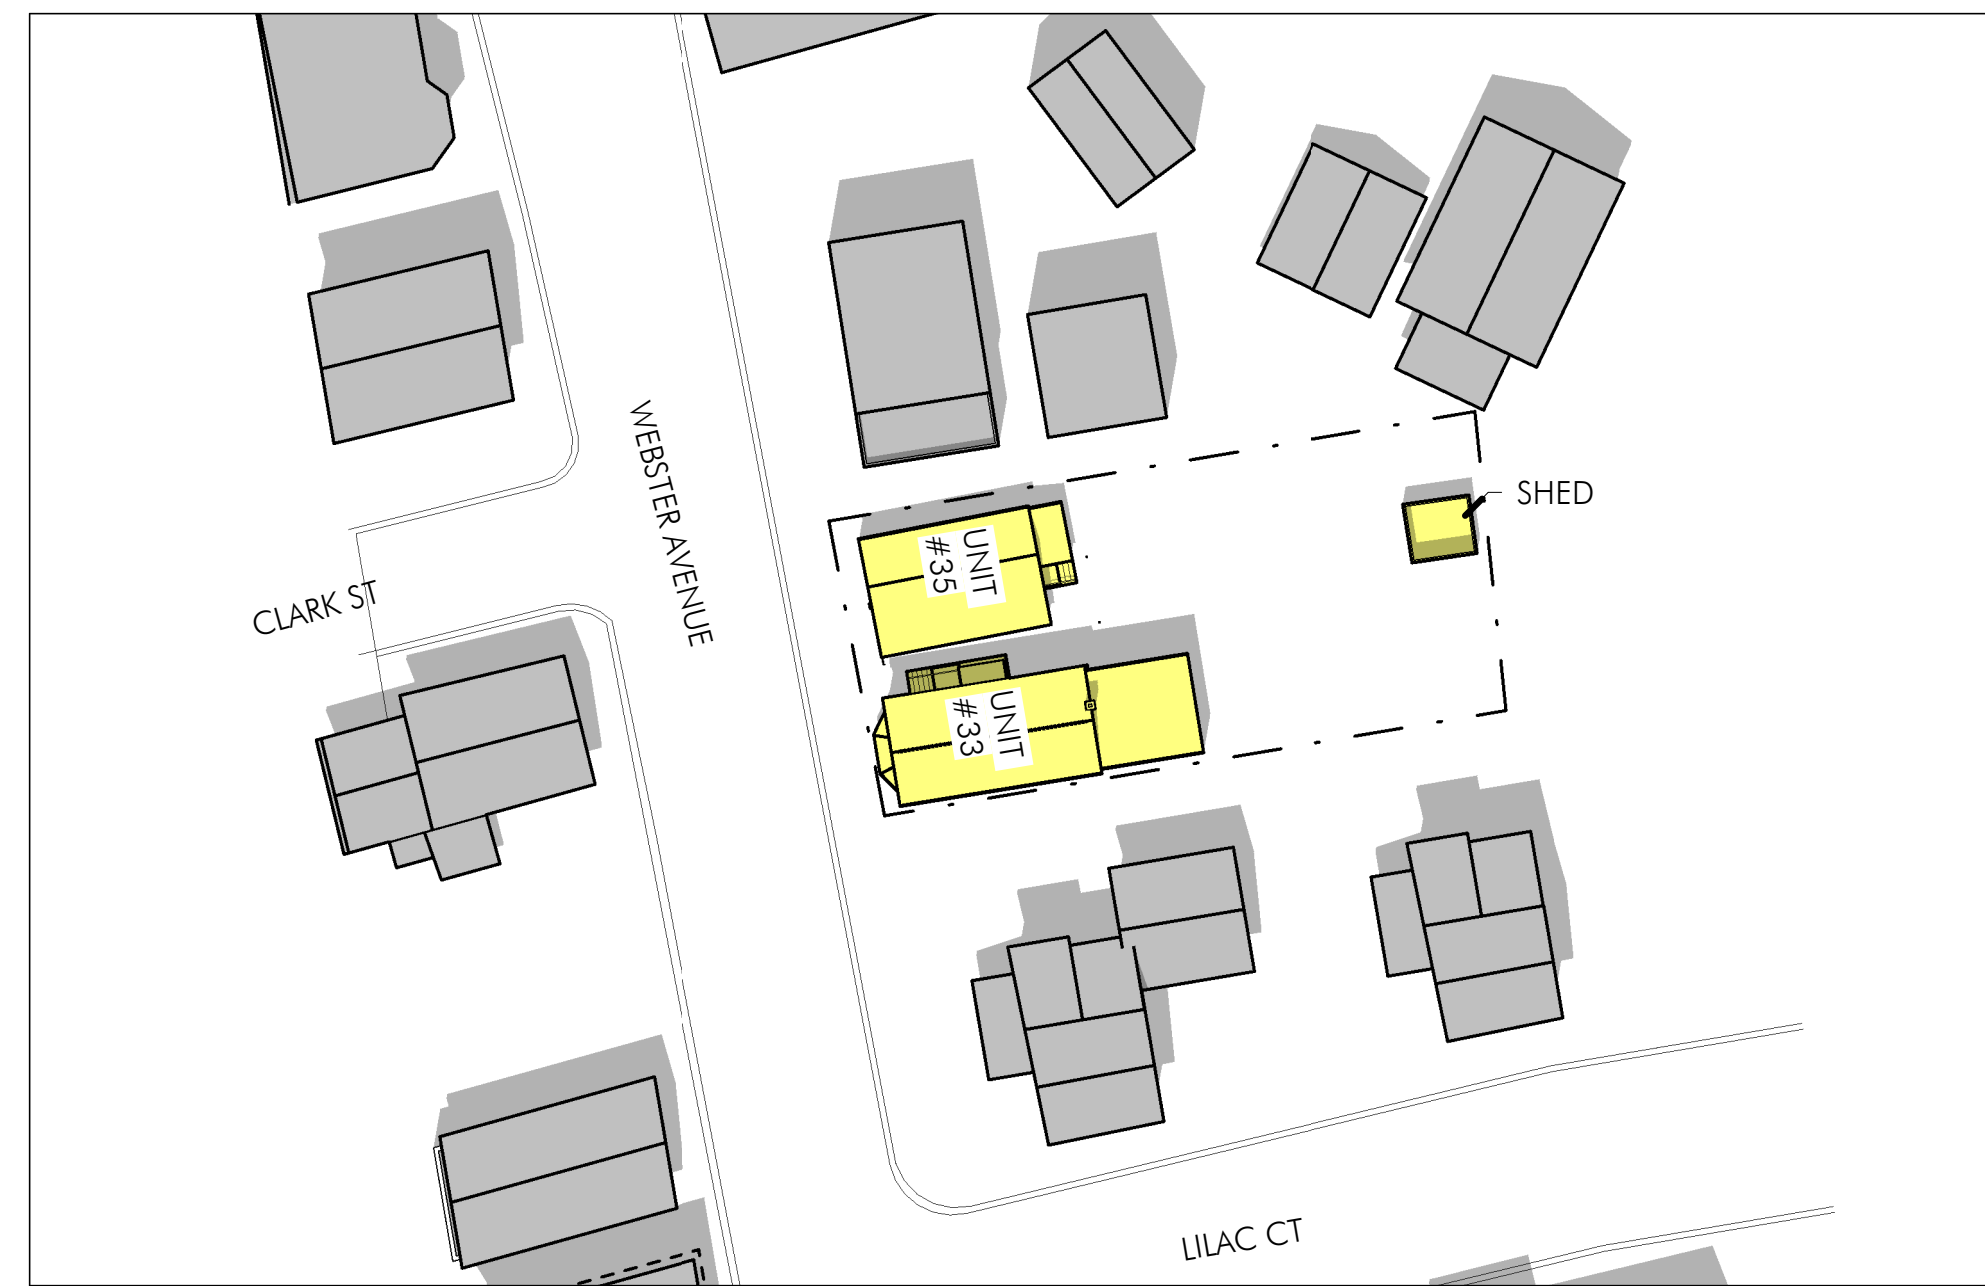 WEBSTER AVENUE
SHED
UNIT
#35
CLARK ST
UNIT
#33
LILAC CT